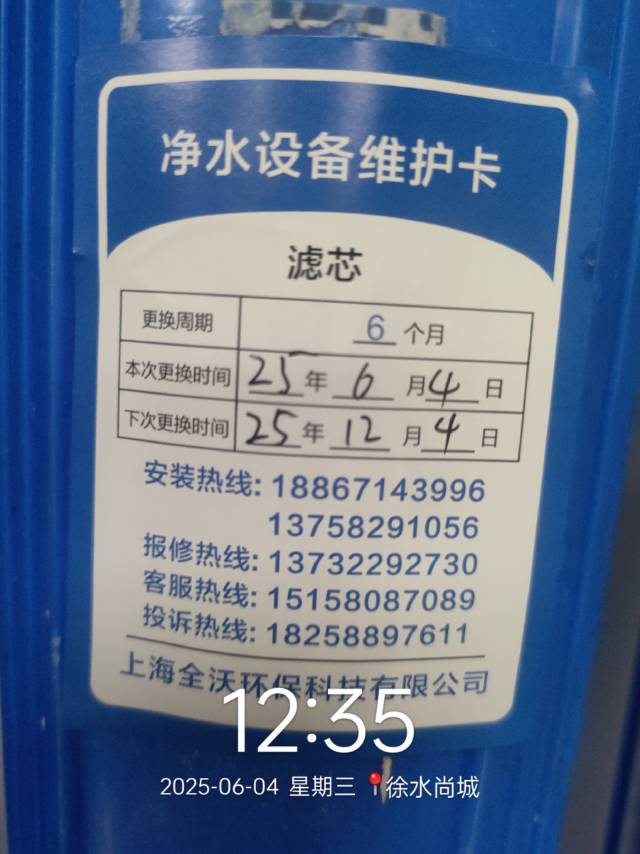 净水设备维护卡
滤芯
更换周期 6 个月
本次更换时间 25 年 6 月 4 日
下次更换时间 25 年 12 月 4 日
安装热线: 18867143996
13758291056
报修热线: 13732292730
客服热线: 15158087089
投诉热线: 18258897611
上海全沃环保科技有限公司
12:35
2025-06-04 星期三 📍徐水尚城